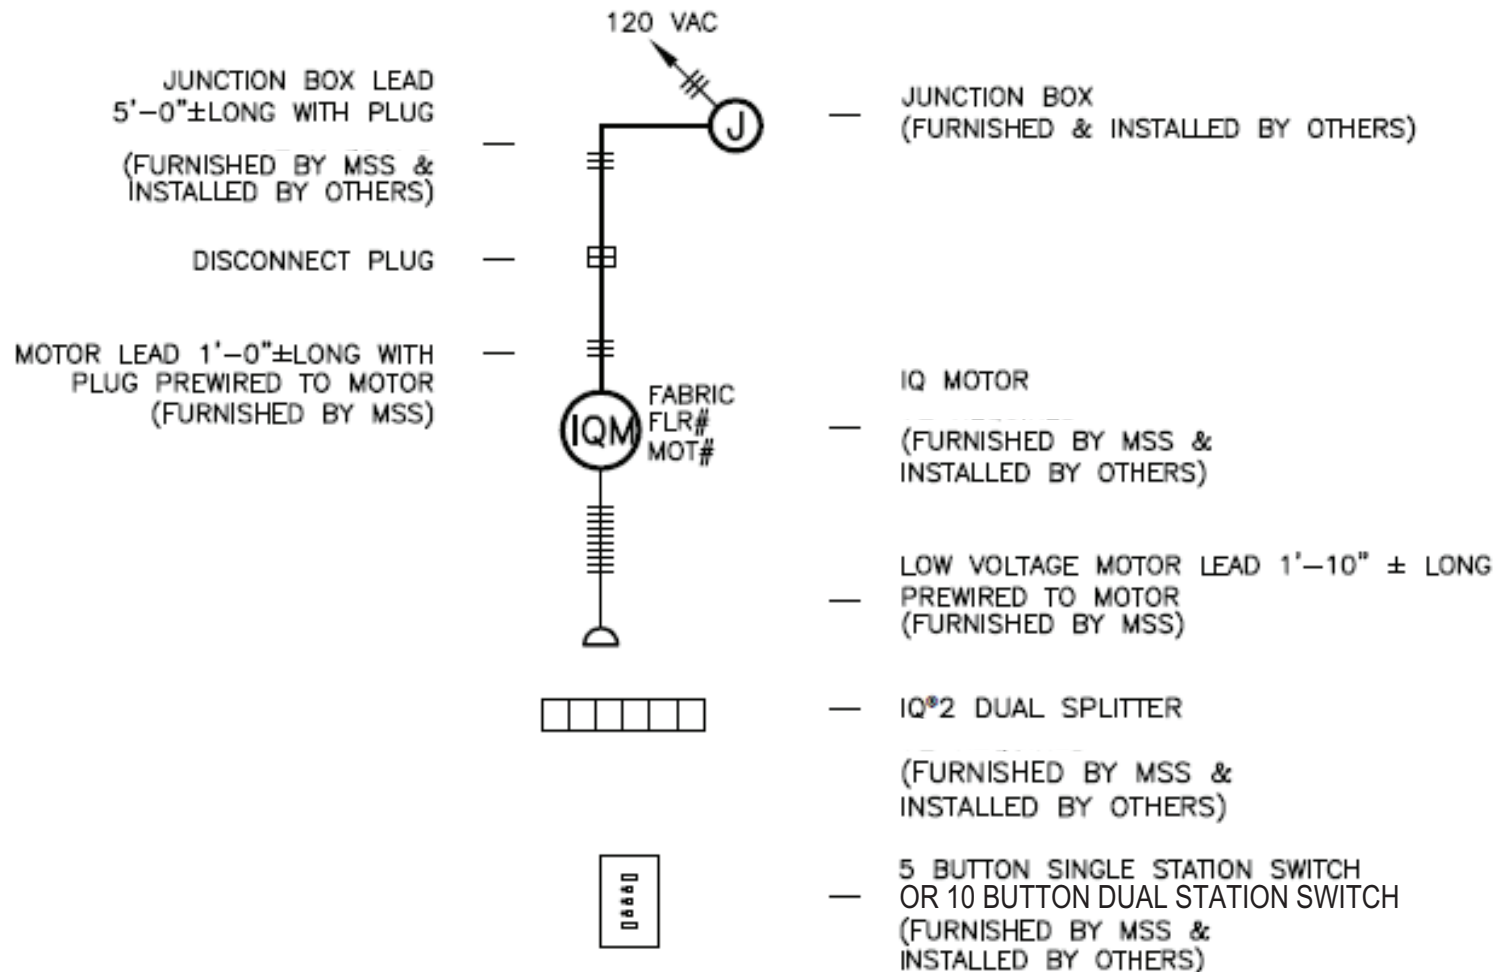 120 VAC
JUNCTION BOX LEAD
5'-0"±LONG WITH PLUG
(FURNISHED BY MSS &
INSTALLED BY OTHERS)
J
JUNCTION BOX
(FURNISHED & INSTALLED BY OTHERS)
DISCONNECT PLUG
MOTOR LEAD 1'-0"±LONG WITH
PLUG PREWIRED TO MOTOR
(FURNISHED BY MSS)
IQM
FABRIC
FLR#
MOT#
IQ MOTOR
(FURNISHED BY MSS &
INSTALLED BY OTHERS)
LOW VOLTAGE MOTOR LEAD 1'-10" ± LONG
PREWIRED TO MOTOR
(FURNISHED BY MSS)
IQ®2 DUAL SPLITTER
(FURNISHED BY MSS &
INSTALLED BY OTHERS)
5 BUTTON SINGLE STATION SWITCH
OR 10 BUTTON DUAL STATION SWITCH
(FURNISHED BY MSS &
INSTALLED BY OTHERS)